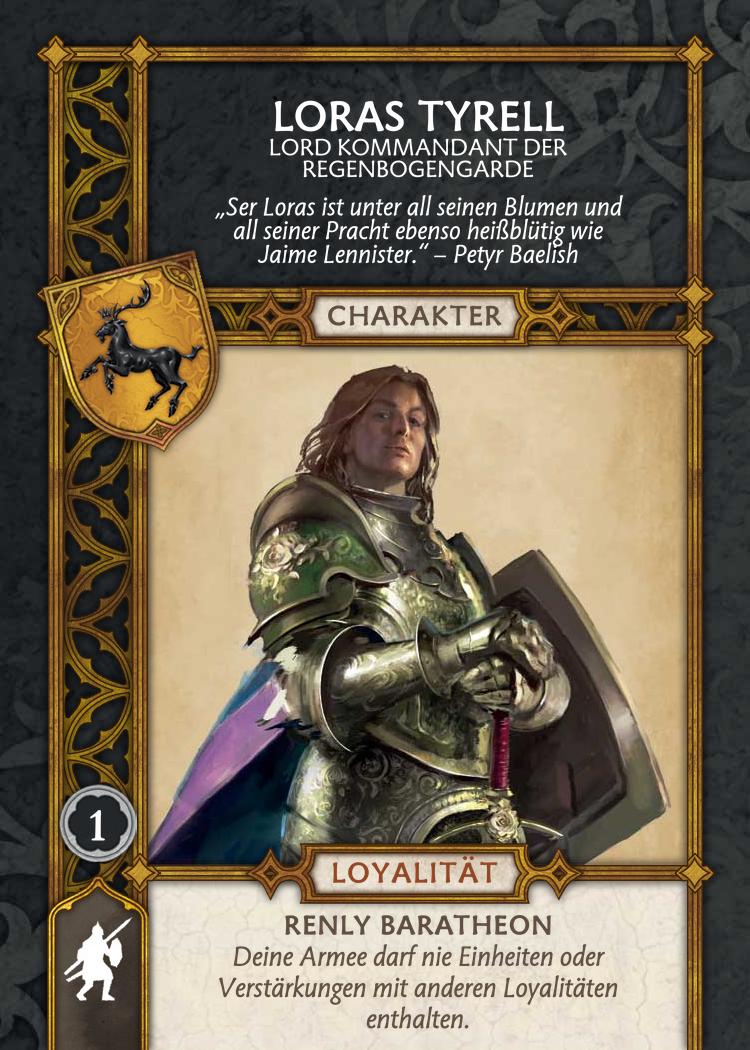 LORAS TYRELL
LORD KOMMANDANT DER
REGENBOGENGARDE
„Ser Loras ist unter all seinen Blumen und
all seiner Pracht ebenso heißblütig wie
Jaime Lennister.“ – Petyr Baelish
CHARAKTER
1
LOYALITÄT
RENLY BARATHEON
Deine Armee darf nie Einheiten oder
Verstärkungen mit anderen Loyalitäten
enthalten.